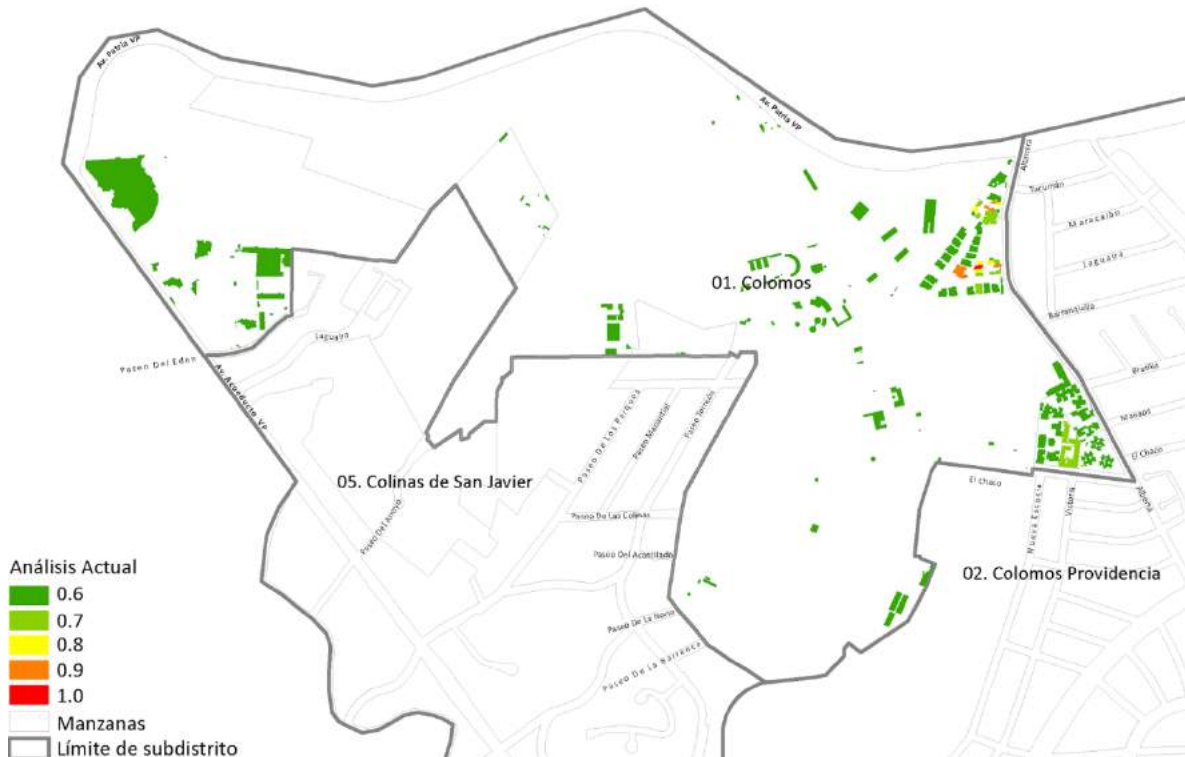 Av. Patria VP
Av. Patria VP
Altamira
Tucumán
Maracaibo
Laguaira
Barranquilla
Brasilia
Manaos
El Chaco
Alberta
01. Colomos
Laguaira
Paseo Del Eden
Av. Acueducto VP
Paseo De Los Parques
Paseo Manantial
Paseo Torreón
05. Colinas de San Javier
Paseo Del Arroyo
Paseo De Las Colinas
Paseo Del Acantilado
El Chaco
Nueva Escocia
Victoria
02. Colomos Providencia
Paseo De La Noria
Paseo De La Barranca
Análisis Actual
0.6
0.7
0.8
0.9
1.0
Manzanas
Límite de subdistrito